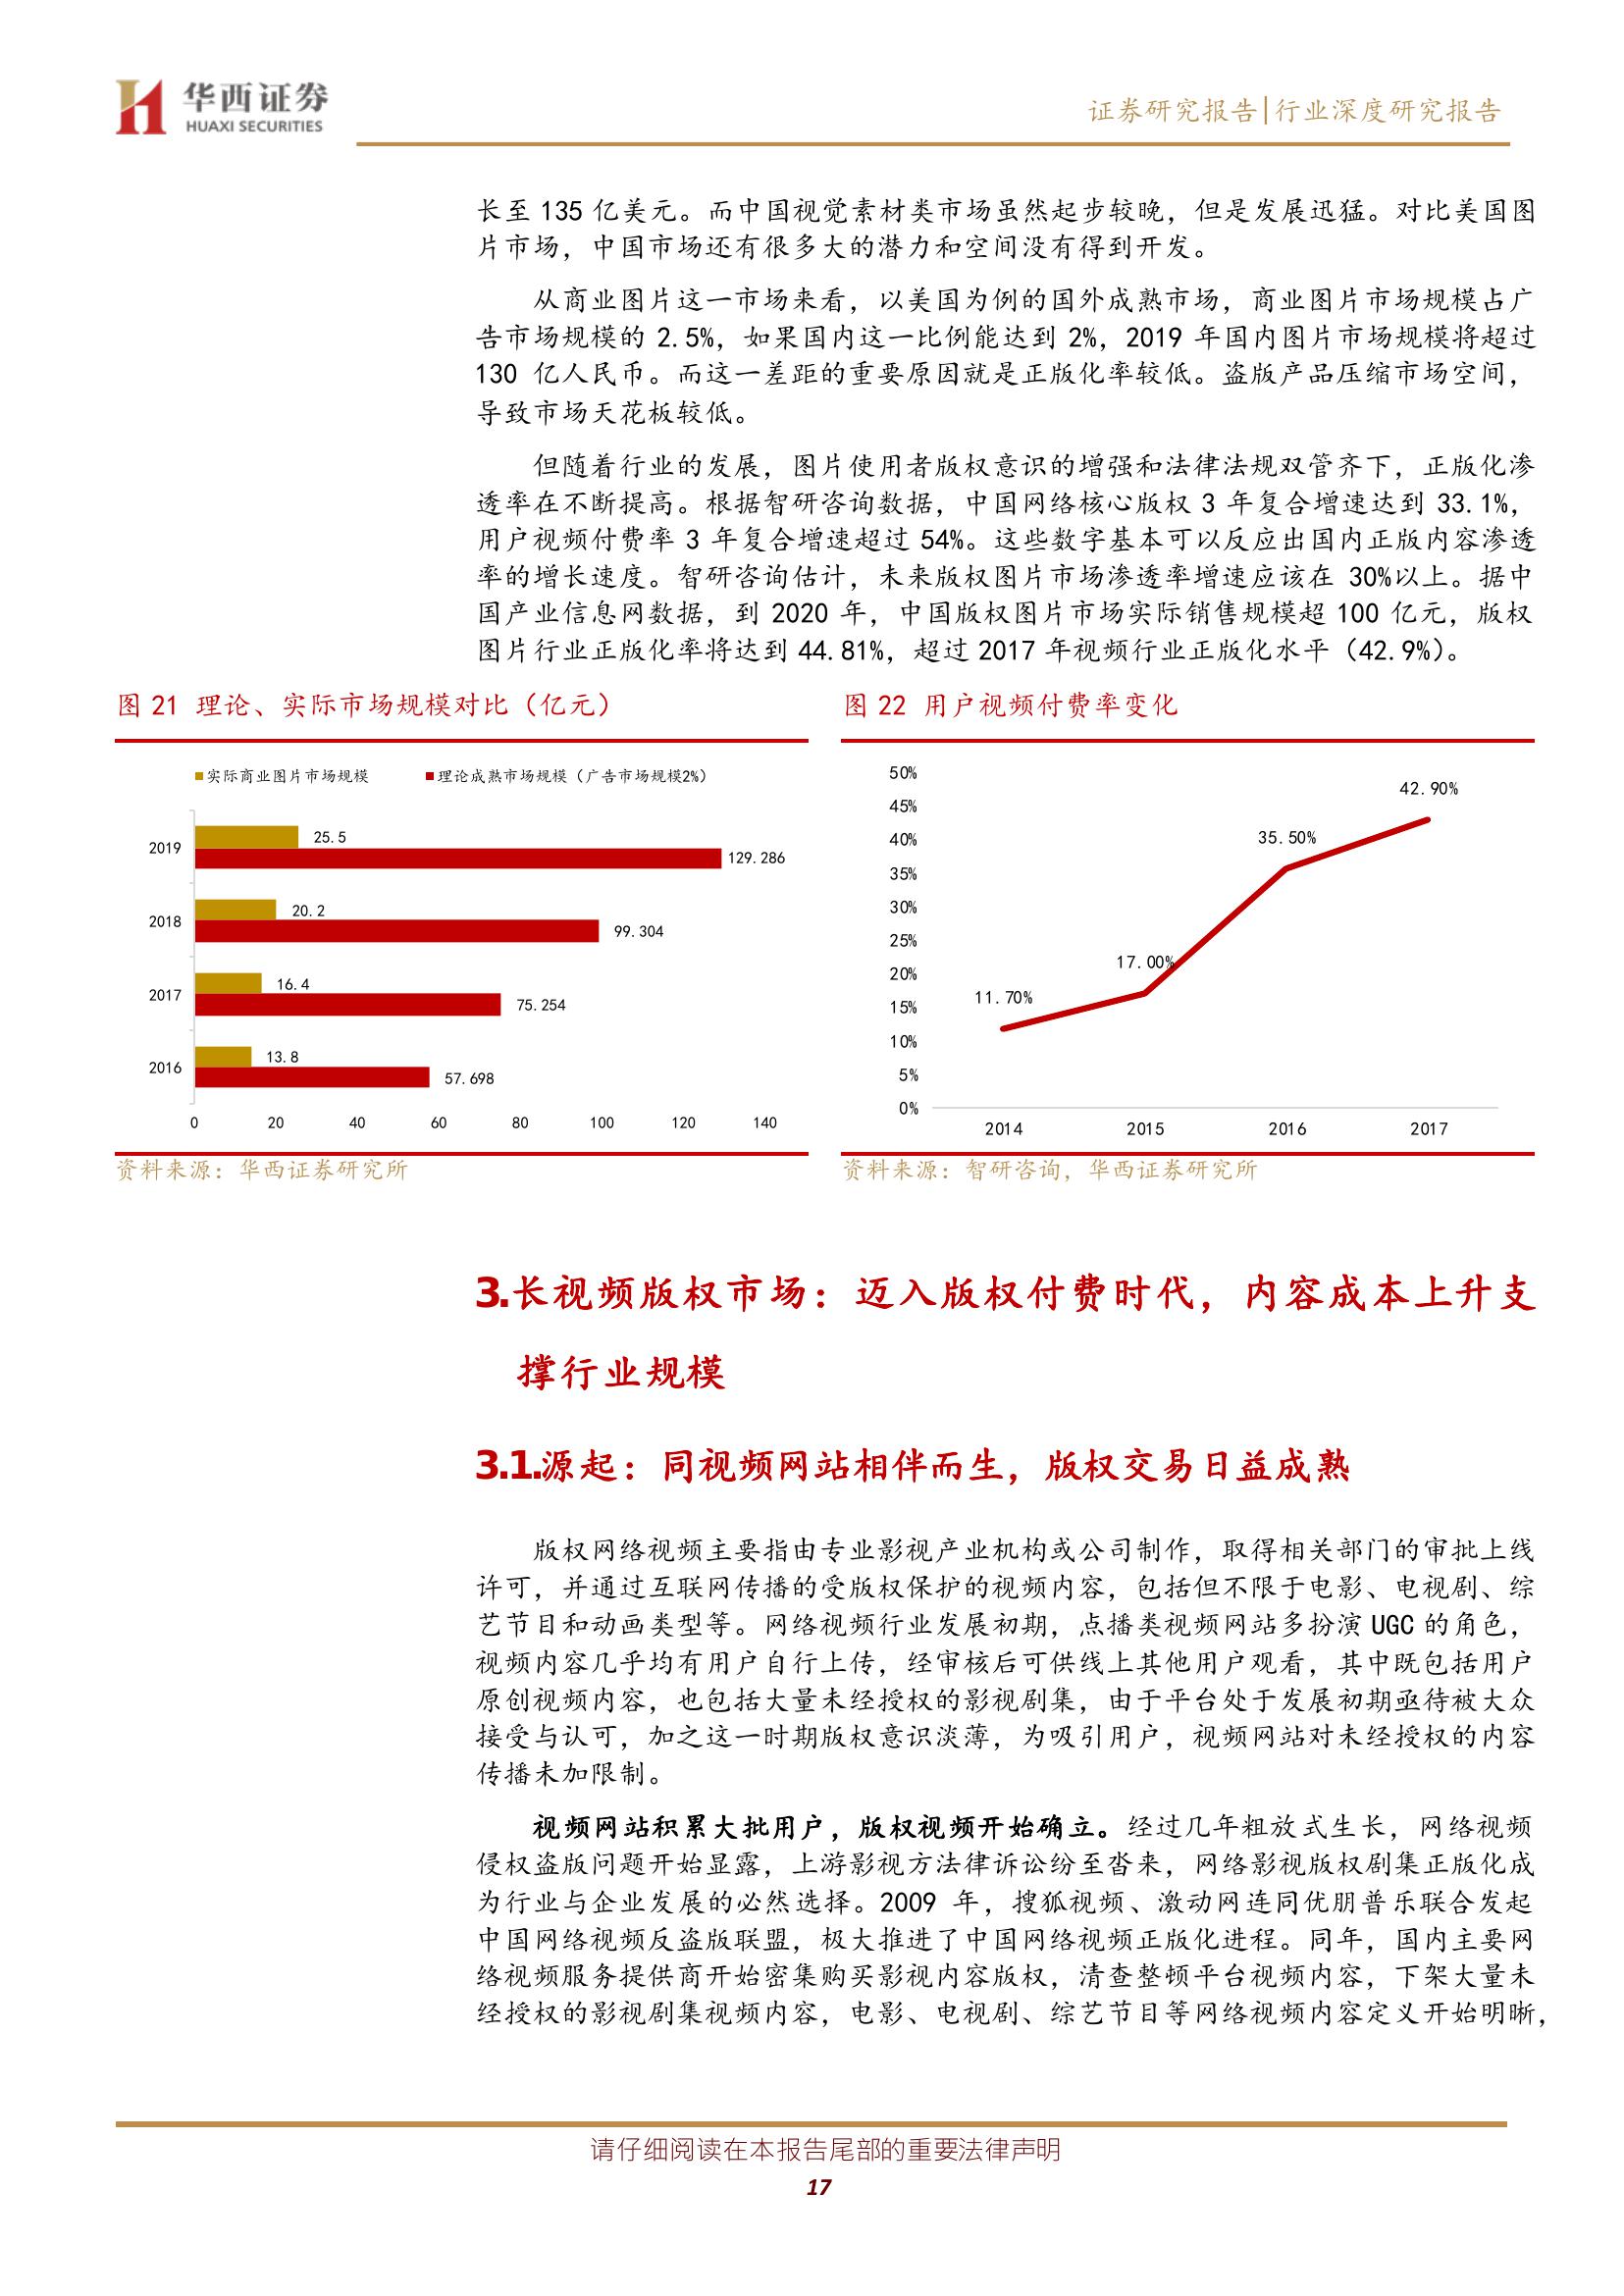 华西证券
HUAXI SECURITIES
证券研究报告|行业深度研究报告
长至 135 亿美元。而中国视觉素材类市场虽然起步较晚，但是发展迅猛。对比美国图
片市场，中国市场还有很多大的潜力和空间没有得到开发。
从商业图片这一市场来看，以美国为例的国外成熟市场，商业图片市场规模占广
告市场规模的 2.5%，如果国内这一比例能达到 2%，2019 年国内图片市场规模将超过
130 亿人民币。而这一差距的重要原因就是正版化率较低。盗版产品压缩市场空间，
导致市场天花板较低。
但随着行业的发展，图片使用者版权意识的增强和法律法规双管齐下，正版化渗
透率在不断提高。根据智研咨询数据，中国网络核心版权 3 年复合增速达到 33.1%，
用户视频付费率 3 年复合增速超过 54%。这些数字基本可以反应出国内正版内容渗透
率的增长速度。智研咨询估计，未来版权图片市场渗透率增速应该在 30%以上。据中
国产业信息网数据，到 2020 年，中国版权图片市场实际销售规模超 100 亿元，版权
图片行业正版化率将达到 44.81%，超过 2017 年视频行业正版化水平（42.9%）。
图 21 理论、实际市场规模对比（亿元）
实际商业图片市场规模 理论成熟市场规模（广告市场规模2%）
2019 25.5
129.286
2018 20.2
99.304
2017 16.4
75.254
2016 13.8
57.698
0 20 40 60 80 100 120 140
资料来源：华西证券研究所
图 22 用户视频付费率变化
50%
45%
40%
35%
30%
25%
20%
15%
10%
5%
0%
11.70%
17.00%
35.50%
42.90%
2014 2015 2016 2017
资料来源：智研咨询，华西证券研究所
3.长视频版权市场：迈入版权付费时代，内容成本上升支
撑行业规模
3.1.源起：同视频网站相伴而生，版权交易日益成熟
版权网络视频主要指由专业影视产业机构或公司制作，取得相关部门的审批上线
许可，并通过互联网传播的受版权保护的视频内容，包括但不限于电影、电视剧、综
艺节目和动画类型等。网络视频行业发展初期，点播类视频网站多扮演 UGC 的角色，
视频内容几乎均有用户自行上传，经审核后可供线上其他用户观看，其中既包括用户
原创视频内容，也包括大量未经授权的影视剧集，由于平台处于发展初期亟待被大众
接受与认可，加之这一时期版权意识淡薄，为吸引用户，视频网站对未经授权的内容
传播未加限制。
视频网站积累大批用户，版权视频开始确立。经过几年粗放式生长，网络视频
侵权盗版问题开始显露，上游影视方法律诉讼纷至沓来，网络影视版权剧集正版化成
为行业与企业发展的必然选择。2009 年，搜狐视频、激动网连同优朋普乐联合发起
中国网络视频反盗版联盟，极大推进了中国网络视频正版化进程。同年，国内主要网
络视频服务提供商开始密集购买影视内容版权，清查整顿平台视频内容，下架大量未
经授权的影视剧集视频内容，电影、电视剧、综艺节目等网络视频内容定义开始明晰，
请仔细阅读在本报告尾部的重要法律声明
17